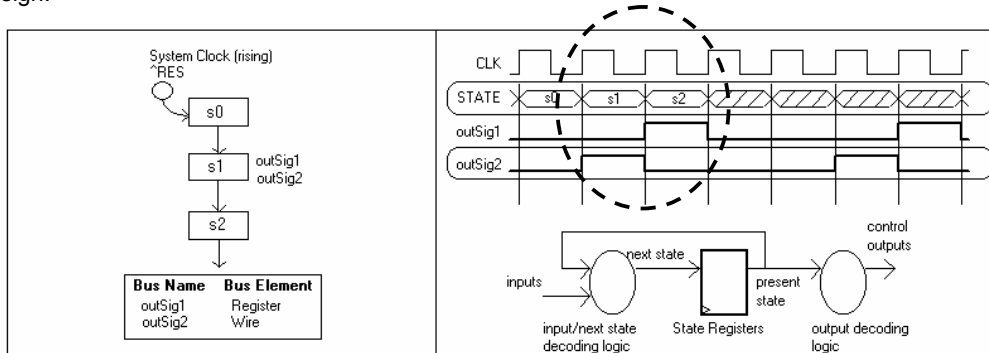 sign.
System Clock (rising)
^RES
s0
s1
outSig1
outSig2
s2
Bus Name Bus Element
outSig1 Register
outSig2 Wire
CLK
STATE s0 s1 s2
outSig1
outSig2
inputs
next state
present
state
control
outputs
input/next state
decoding logic
State Registers
output decoding
logic